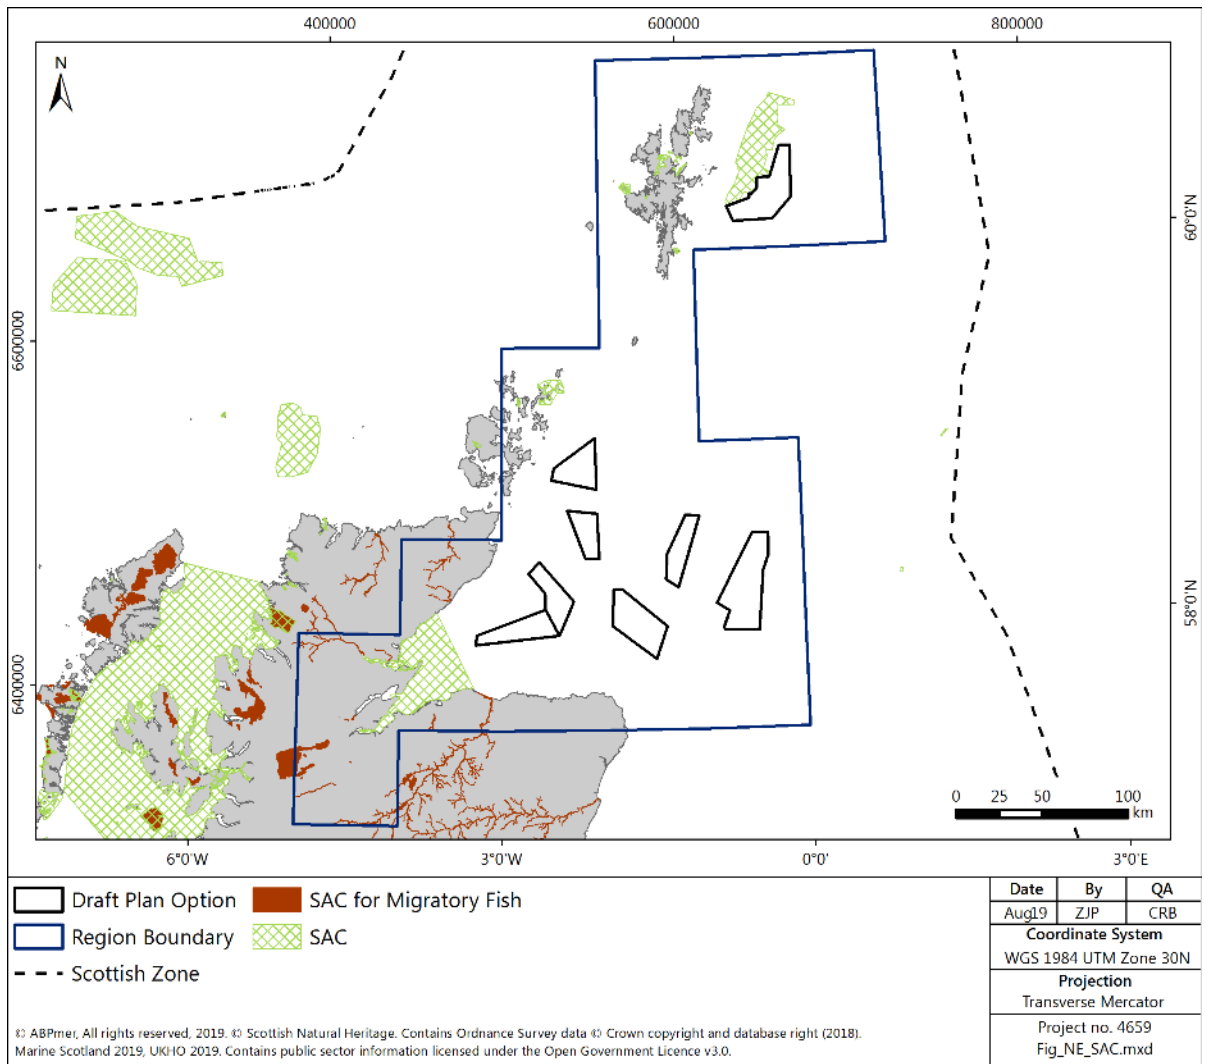 400000 600000 800000
N
60°0'N
6600000
58°0'N
6400000
0 25 50 100
km
6°0'W 3°0'W 0°0' 3°0'E
Draft Plan Option SAC for Migratory Fish
Region Boundary SAC
Scottish Zone
Date By QA
Aug19 ZJP CRB
Coordinate System
WGS 1984 UTM Zone 30N
Projection
Transverse Mercator
Project no. 4659
Fig_NE_SAC.mxd
© ABPmer, All rights reserved, 2019. © Scottish Natural Heritage. Contains Ordnance Survey data © Crown copyright and database right (2018).
Marine Scotland 2019, UKHO 2019. Contains public sector information licensed under the Open Government Licence v3.0.